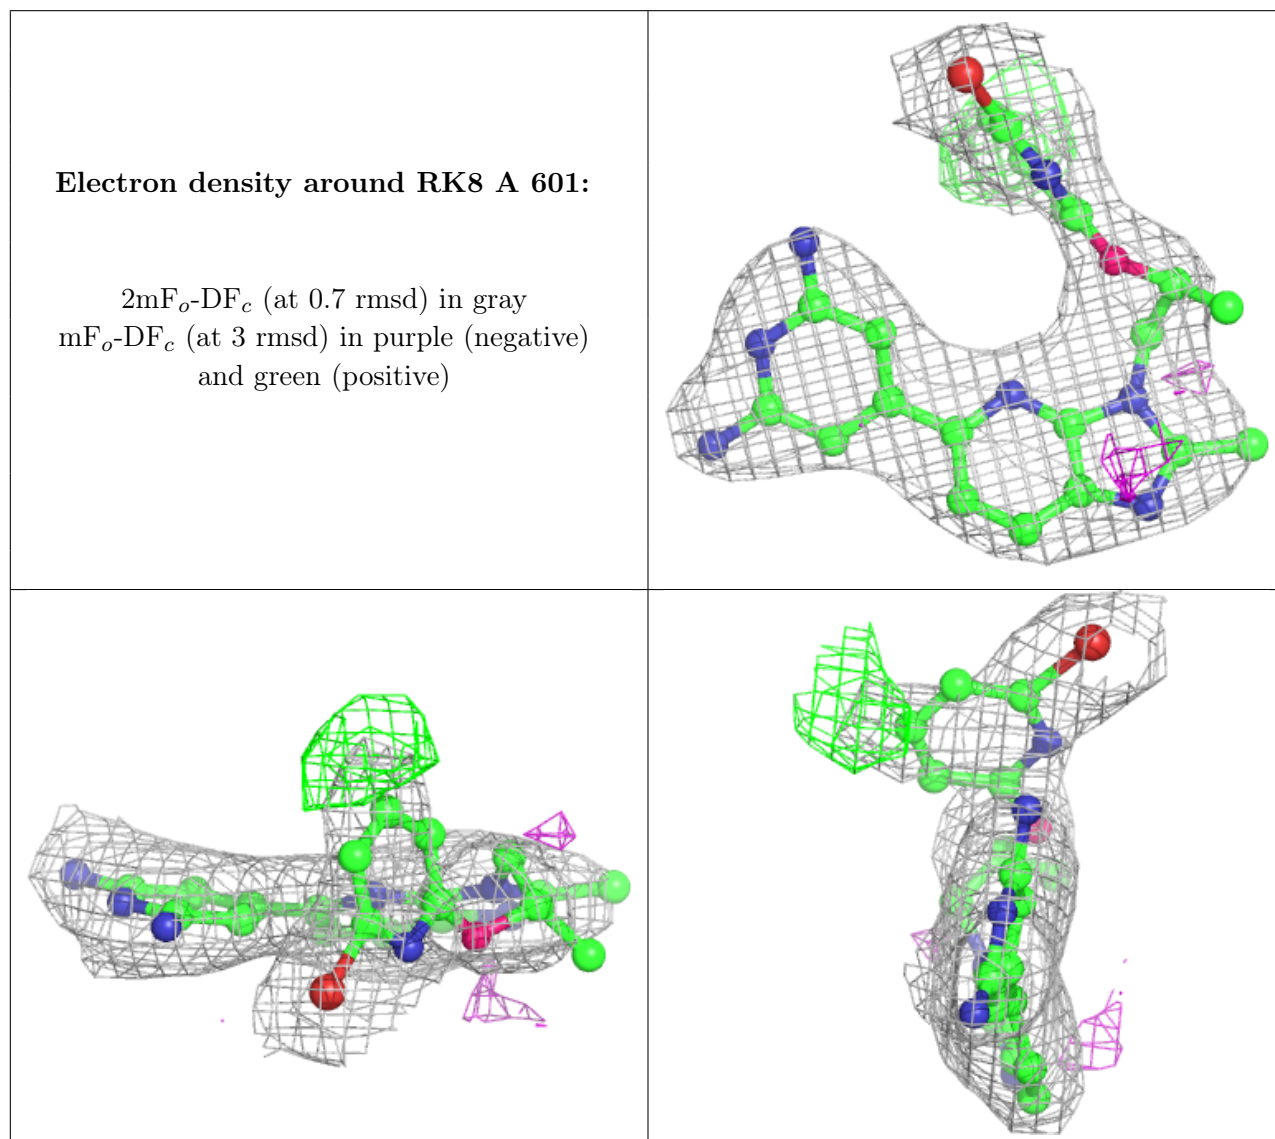 Electron density around RK8 A 601:
2mFo-DFc (at 0.7 rmsd) in gray
mFo-DFc (at 3 rmsd) in purple (negative)
and green (positive)